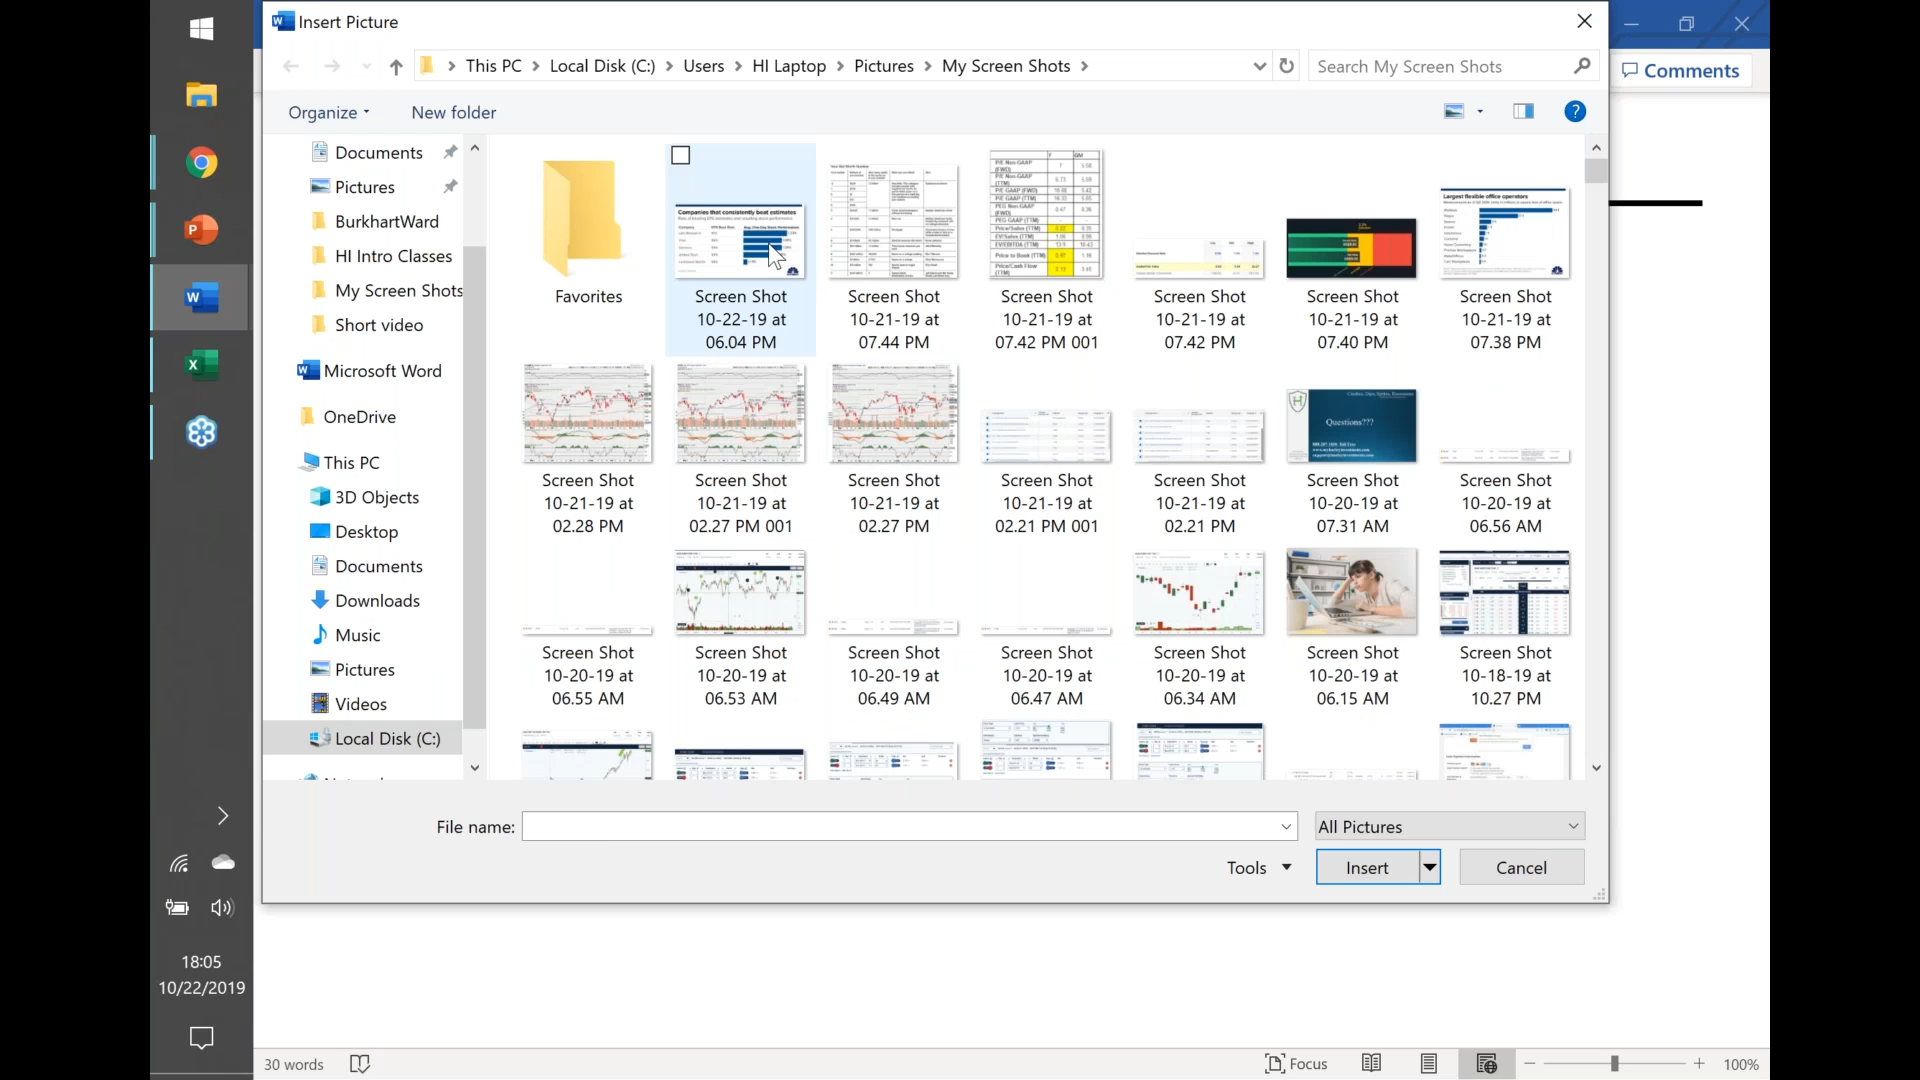 Insert Picture
This PC > Local Disk (C:) > Users > HI Laptop > Pictures > My Screen Shots >
Search My Screen Shots
Comments
Organize
New folder
Documents
Pictures
BurkhartWard
HI Intro Classes
My Screen Shots
Short video
Microsoft Word
OneDrive
This PC
3D Objects
Desktop
Documents
Downloads
Music
Pictures
Videos
Local Disk (C:)
Companies that consistently beat estimates
Largest flexible office operators
Favorites
Screen Shot
10-22-19 at
06.04 PM
Screen Shot
10-21-19 at
07.44 PM
Screen Shot
10-21-19 at
07.42 PM 001
Screen Shot
10-21-19 at
07.42 PM
Screen Shot
10-21-19 at
07.40 PM
Screen Shot
10-21-19 at
07.38 PM
Questions???
Screen Shot
10-21-19 at
02.28 PM
Screen Shot
10-21-19 at
02.27 PM 001
Screen Shot
10-21-19 at
02.27 PM
Screen Shot
10-21-19 at
02.21 PM 001
Screen Shot
10-21-19 at
02.21 PM
Screen Shot
10-20-19 at
07.31 AM
Screen Shot
10-20-19 at
06.56 AM
Screen Shot
10-20-19 at
06.55 AM
Screen Shot
10-20-19 at
06.53 AM
Screen Shot
10-20-19 at
06.49 AM
Screen Shot
10-20-19 at
06.47 AM
Screen Shot
10-20-19 at
06.34 AM
Screen Shot
10-20-19 at
06.15 AM
Screen Shot
10-18-19 at
10.27 PM
File name:
All Pictures
Tools
Insert
Cancel
18:05
10/22/2019
30 words
Focus
100%